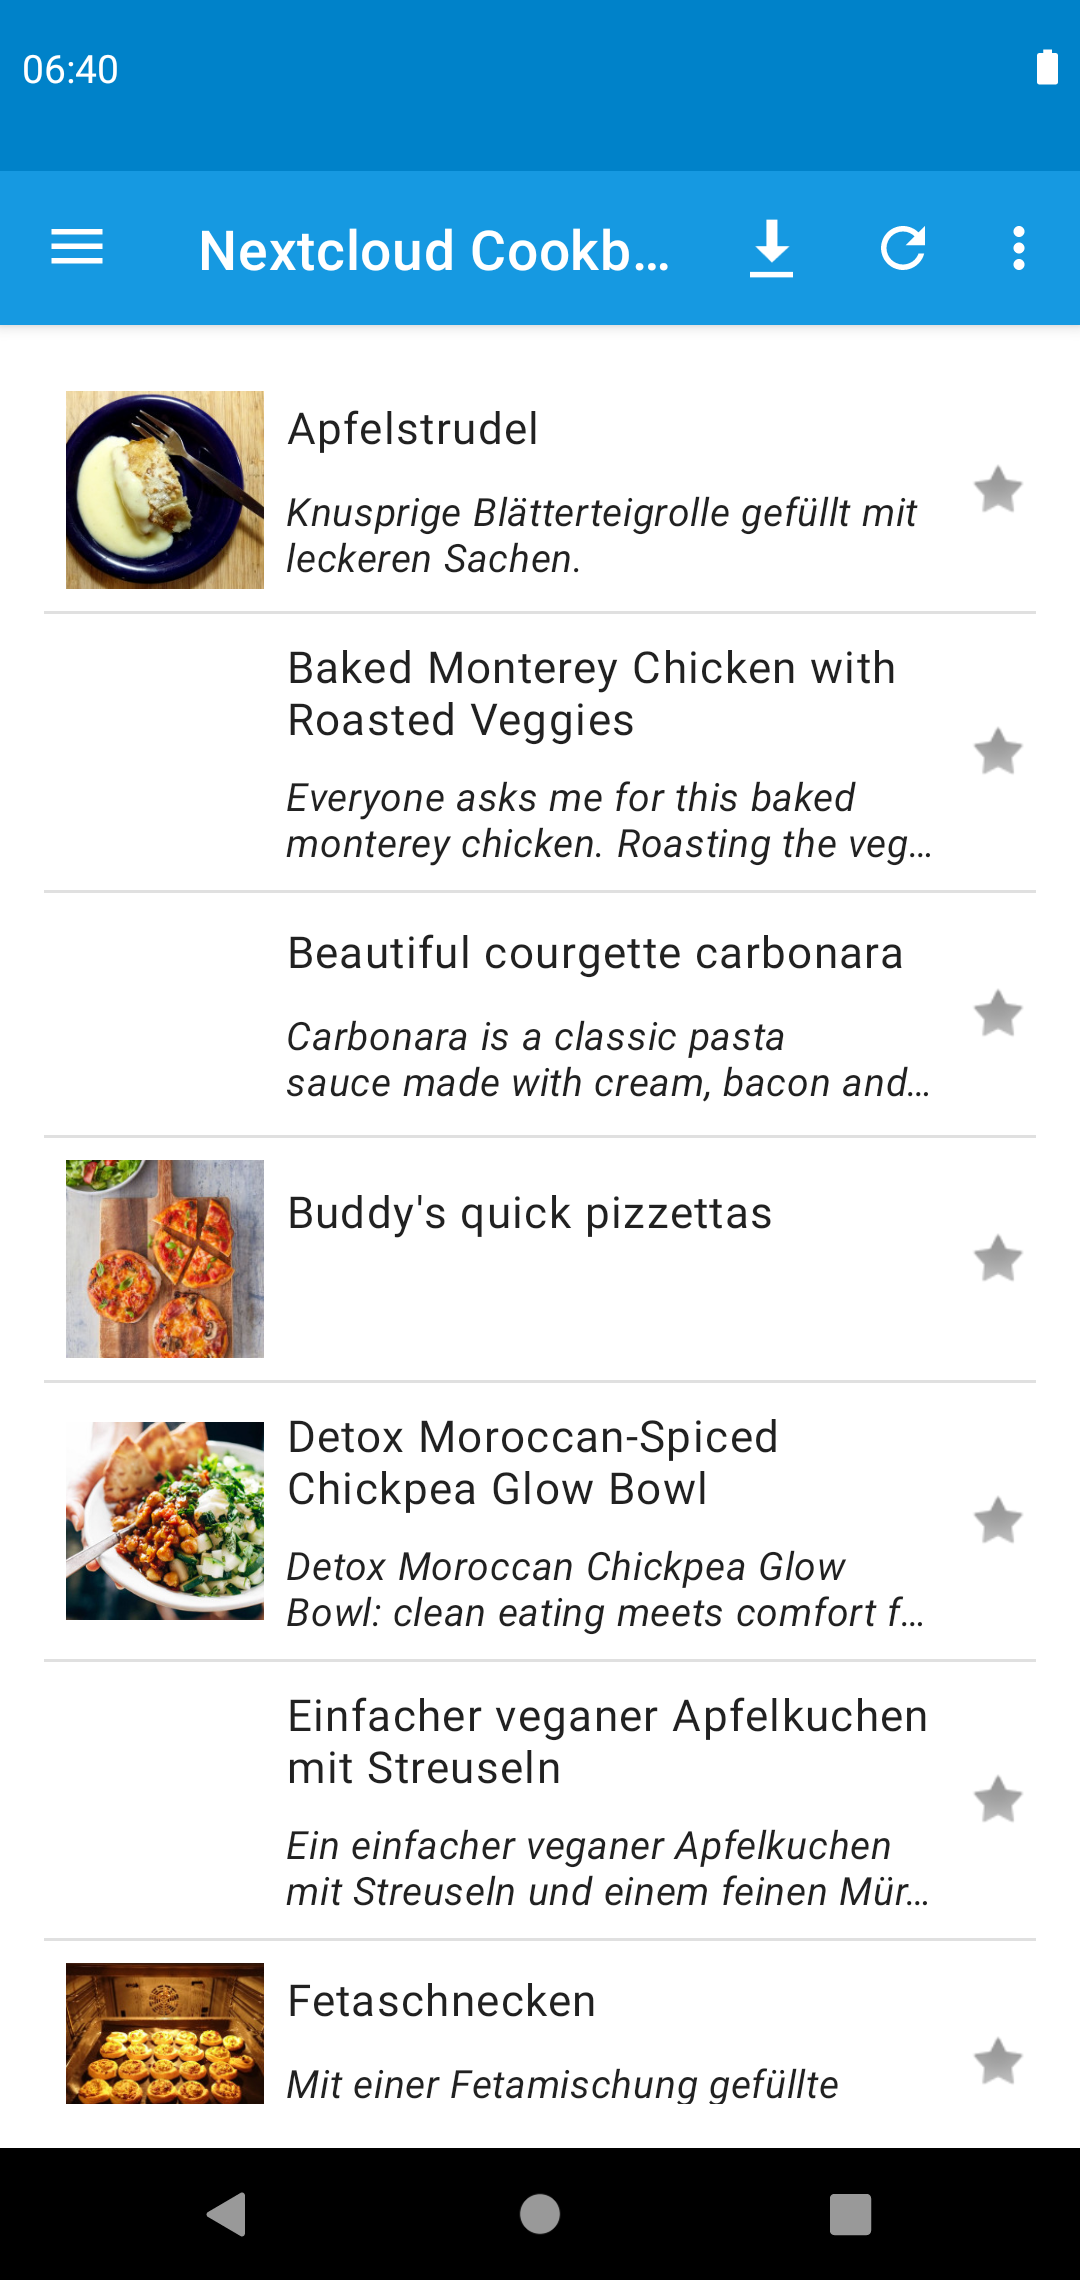 06:40
Nextcloud Cookb...
Apfelstrudel
Knusprige Blätterteigrolle gefüllt mit
leckeren Sachen.
Baked Monterey Chicken with
Roasted Veggies
Everyone asks me for this baked
monterey chicken. Roasting the veg...
Beautiful courgette carbonara
Carbonara is a classic pasta
sauce made with cream, bacon and...
Buddy's quick pizzettas
Detox Moroccan-Spiced
Chickpea Glow Bowl
Detox Moroccan Chickpea Glow
Bowl: clean eating meets comfort f...
Einfacher veganer Apfelkuchen
mit Streuseln
Ein einfacher veganer Apfelkuchen
mit Streuseln und einem feinen Mür...
Fetaschnecken
Mit einer Fetamischung gefüllte